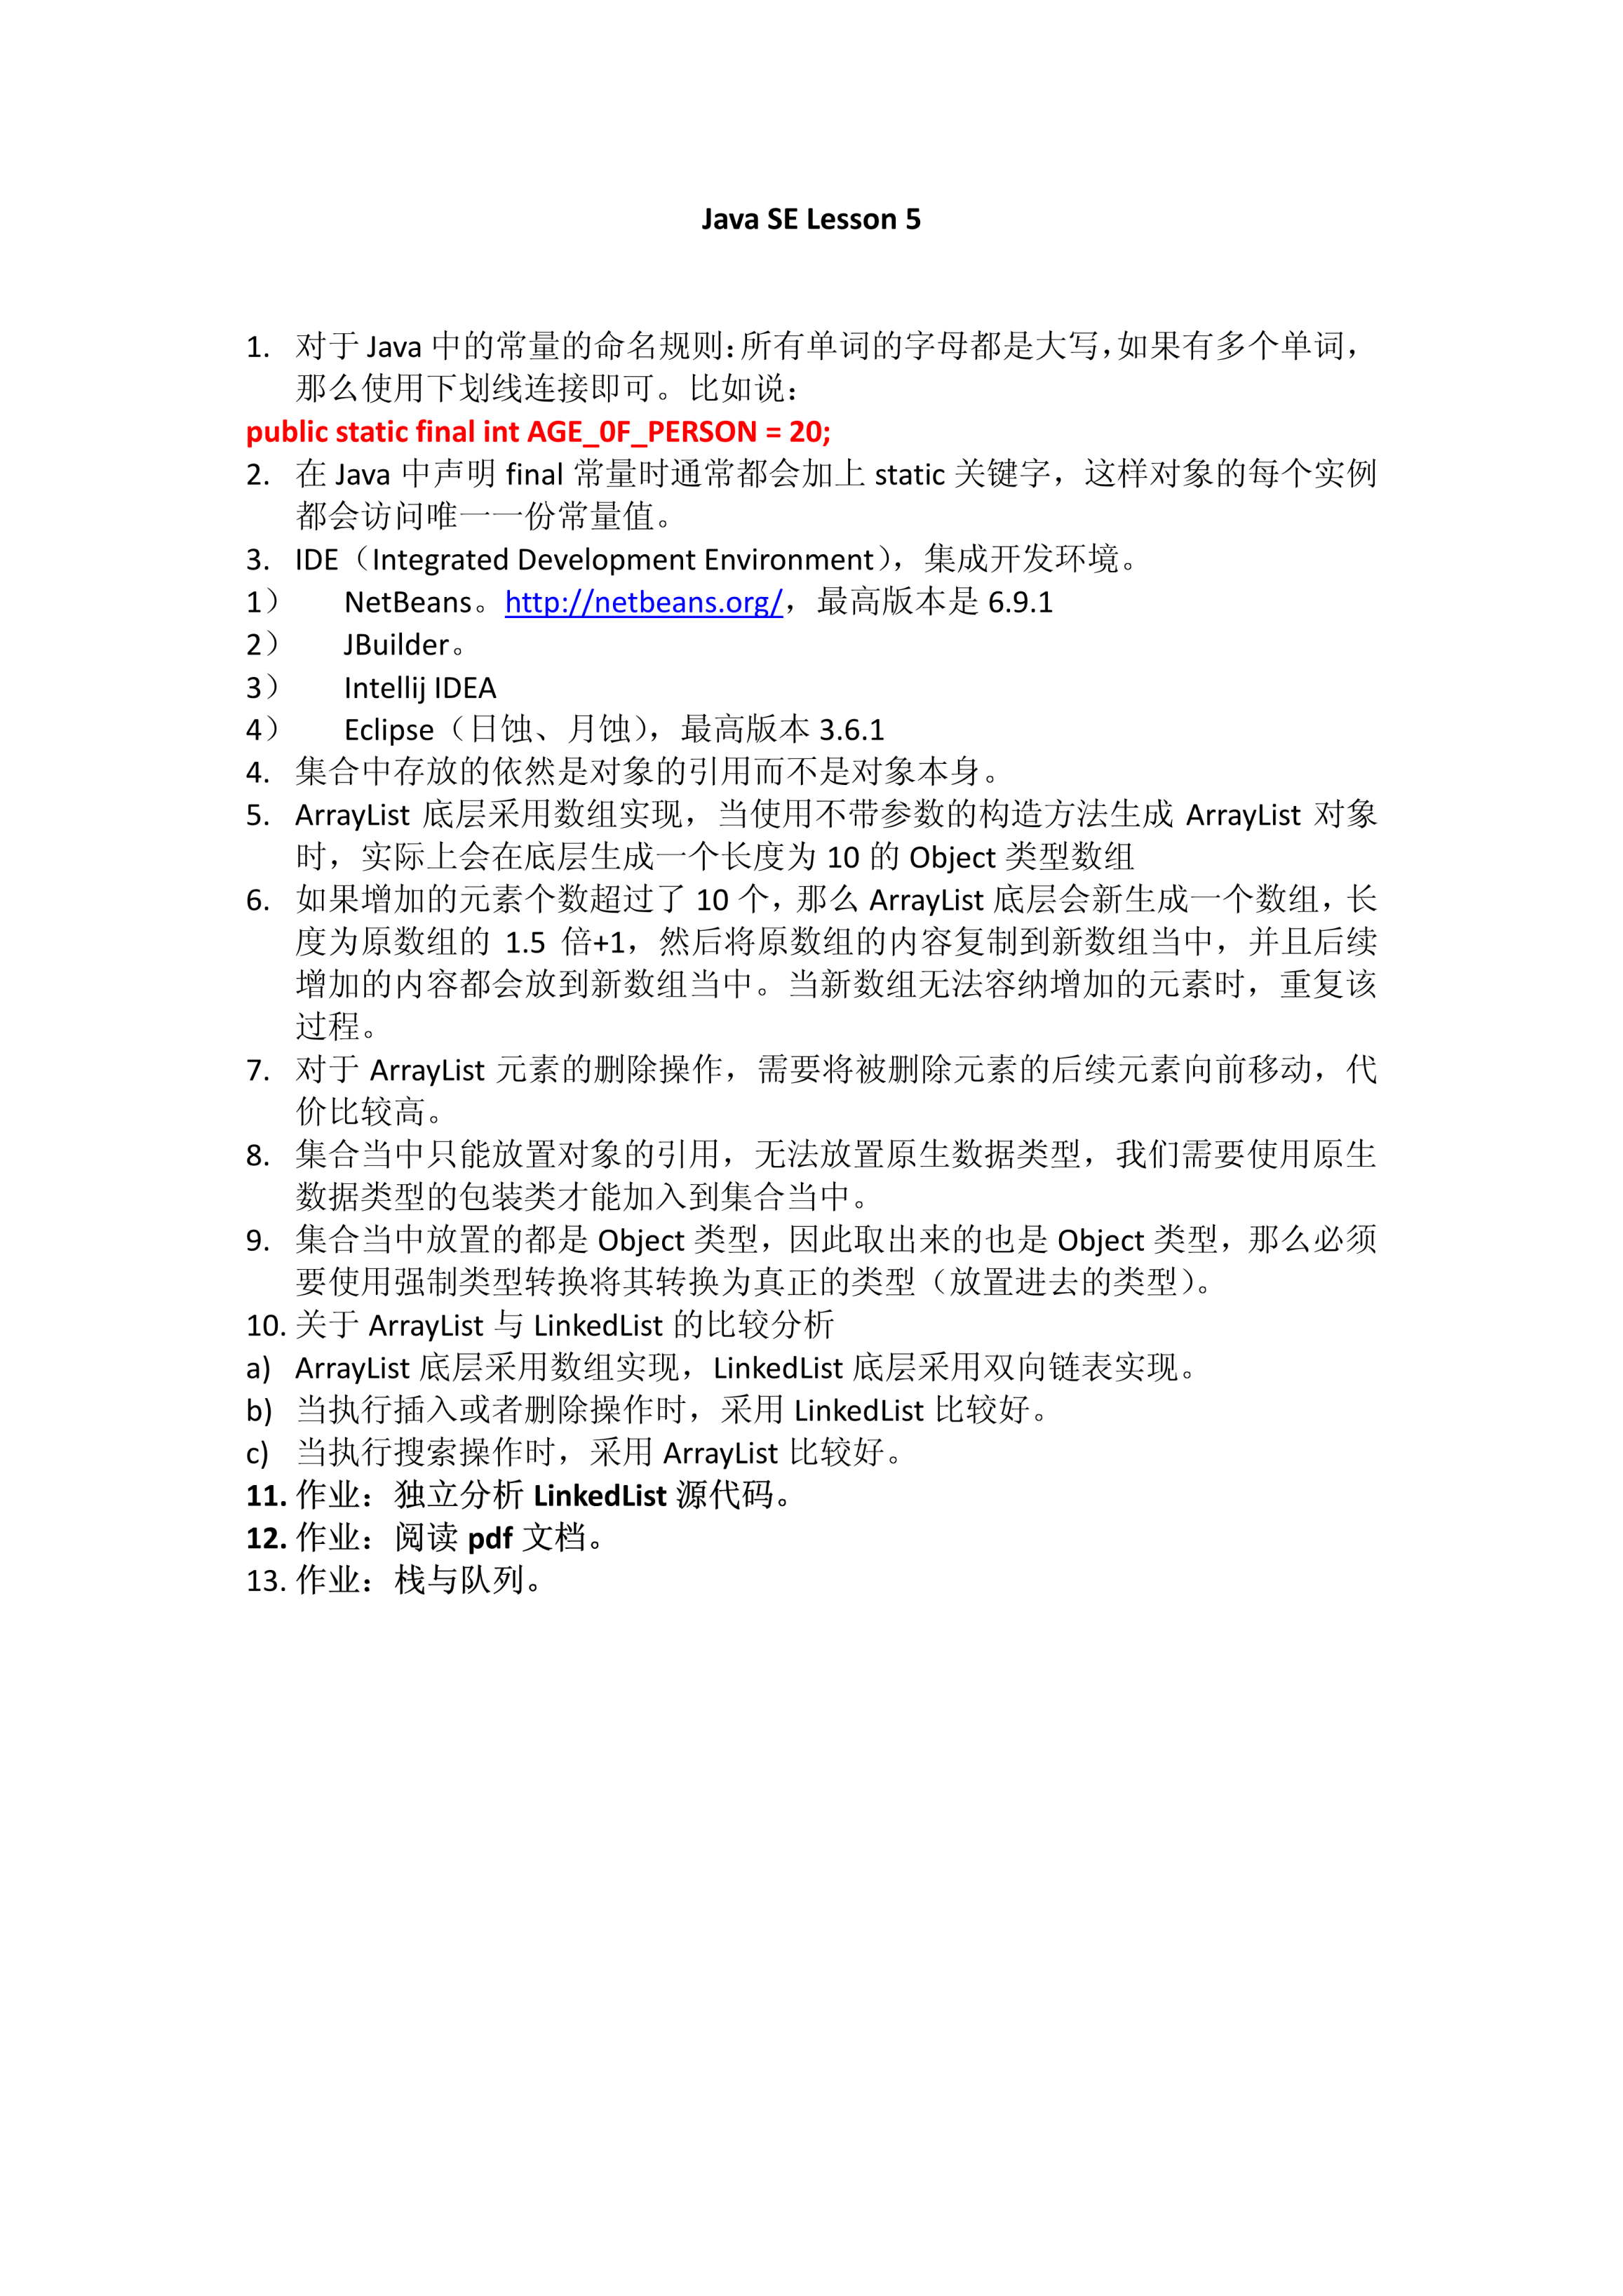 Java SE Lesson 5
1. 对于 Java 中的常量的命名规则：所有单词的字母都是大写，如果有多个单词，
那么使用下划线连接即可。比如说：
public static final int AGE_0F_PERSON = 20;
2. 在 Java 中声明 final 常量时通常都会加上 static 关键字，这样对象的每个实例
都会访问唯一一份常量值。
3. IDE（Integrated Development Environment），集成开发环境。
1） NetBeans。http://netbeans.org/，最高版本是 6.9.1
2） JBuilder。
3） Intellij IDEA
4） Eclipse（日蚀、月蚀），最高版本 3.6.1
4. 集合中存放的依然是对象的引用而不是对象本身。
5. ArrayList 底层采用数组实现，当使用不带参数的构造方法生成 ArrayList 对象
时，实际上会在底层生成一个长度为 10 的 Object 类型数组
6. 如果增加的元素个数超过了 10 个，那么 ArrayList 底层会新生成一个数组，长
度为原数组的 1.5 倍+1，然后将原数组的内容复制到新数组当中，并且后续
增加的内容都会放到新数组当中。当新数组无法容纳增加的元素时，重复该
过程。
7. 对于 ArrayList 元素的删除操作，需要将被删除元素的后续元素向前移动，代
价比较高。
8. 集合当中只能放置对象的引用，无法放置原生数据类型，我们需要使用原生
数据类型的包装类才能加入到集合当中。
9. 集合当中放置的都是 Object 类型，因此取出来的也是 Object 类型，那么必须
要使用强制类型转换将其转换为真正的类型（放置进去的类型）。
10. 关于 ArrayList 与 LinkedList 的比较分析
a) ArrayList 底层采用数组实现，LinkedList 底层采用双向链表实现。
b) 当执行插入或者删除操作时，采用 LinkedList 比较好。
c) 当执行搜索操作时，采用 ArrayList 比较好。
11. 作业：独立分析 LinkedList 源代码。
12. 作业：阅读 pdf 文档。
13. 作业：栈与队列。